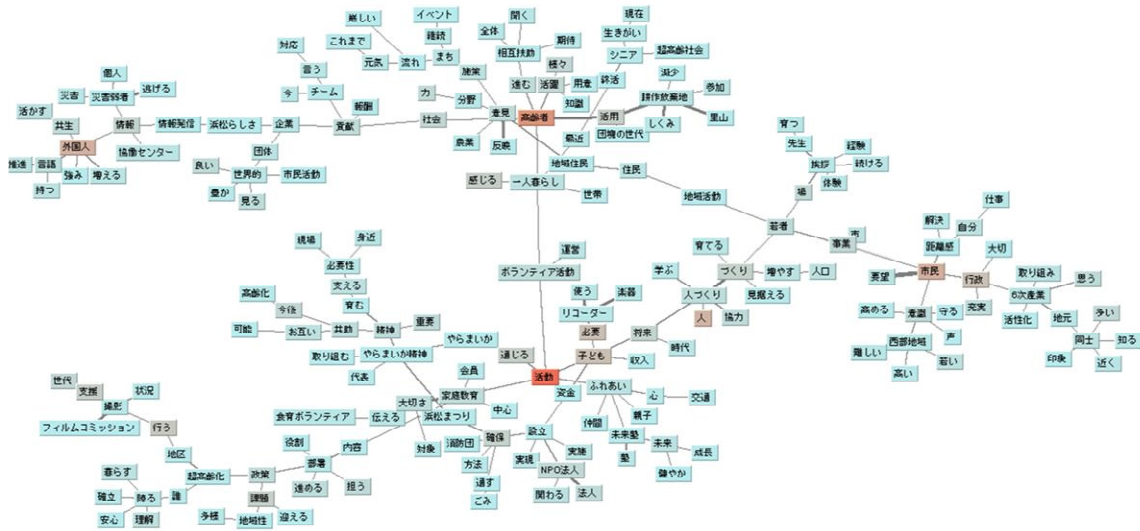 厳しい
イベント
聞く
現在
これまで
継続
全体
期待
生きがい
対応
元気
流れ
まち
相互扶助
様々
シニア
超高齢社会
言う
施策
進む
活躍
用意
終活
減少
個人
今
チーム
力
分野
知識
耕作放棄地
参加
災害
災害弱者
逃げる
報酬
意見
高齢者
活用
しくみ
里山
活かす
共生
情報
情報発信
浜松らしさ
企業
貢献
社会
農業
反映
最近
団塊の世代
育つ
外国人
協働センター
団体
地域住民
住民
先生
経験
推進
言語
強み
増える
良い
世界的
市民活動
感じる
一人暮らし
挨拶
続ける
持つ
豊か
見る
世帯
地域活動
場
体験
仕事
現場
身近
若者
市
解決
自分
必要性
運営
育てる
事業
距離感
大切
支える
ボランティア活動
学ぶ
づくり
増やす
人口
要望
市民
行政
取り組み
思う
高齢化
育む
使う
楽器
人づくり
見据える
6次産業
今後
リコーダー
人
協力
高める
意識
守る
充実
活性化
地元
多い
可能
お互い
共助
精神
重要
必要
将来
西部地域
声
同士
知る
取り組む
やらまいか精神
やらまいか
通じる
子ども
時代
難しい
若い
印象
近く
代表
会員
活動
収入
高い
世代
支援
状況
家庭教育
資金
ふれあい
心
交通
撮影
大切さ
中心
親子
フィルムコミッション
食育ボランティア
伝える
浜松まつり
仲間
行う
役割
内容
対象
消防団
確保
設立
未来塾
未来
成長
地区
部署
方法
実現
実施
塾
健やか
暮らす
超高齢化
政策
通す
NPO法人
確立
誰
課題
進める
担う
ごみ
関わる
法人
安心
理解
多様
地域性
迎える